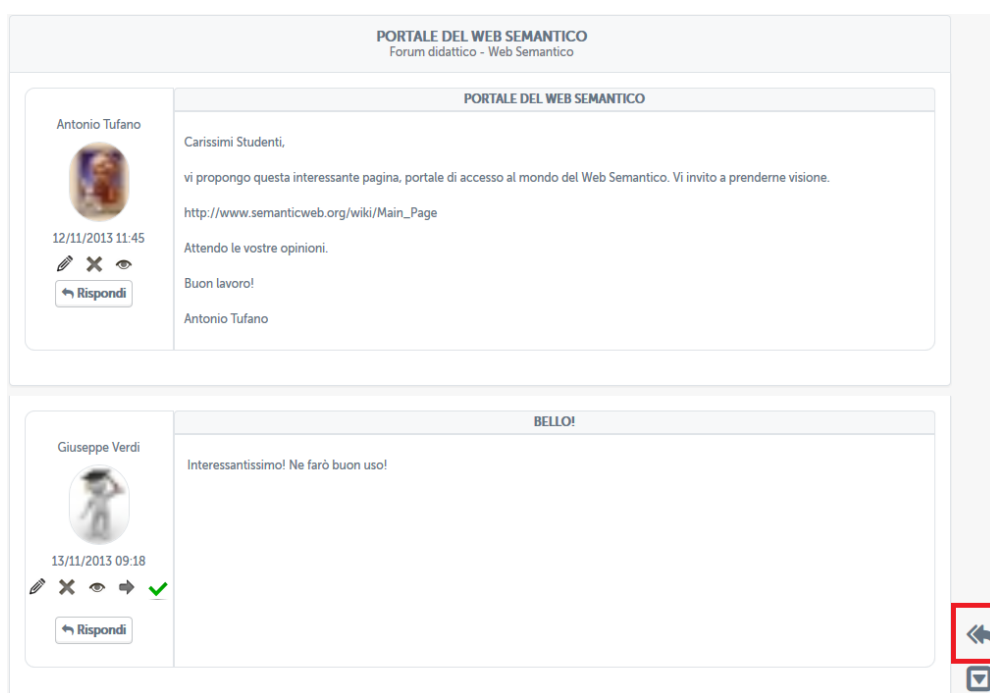 PORTALE DEL WEB SEMANTICO
Forum didattico - Web Semantico
PORTALE DEL WEB SEMANTICO
Antonio Tufano
12/11/2013 11:45
Rispondi
Carissimi Studenti,
vi propongo questa interessante pagina, portale di accesso al mondo del Web Semantico. Vi invito a prenderne visione.
http://www.semanticweb.org/wiki/Main_Page
Attendo le vostre opinioni.
Buon lavoro!
Antonio Tufano
BELLO!
Giuseppe Verdi
13/11/2013 09:18
Rispondi
Interessantissimo! Ne farò buon uso!